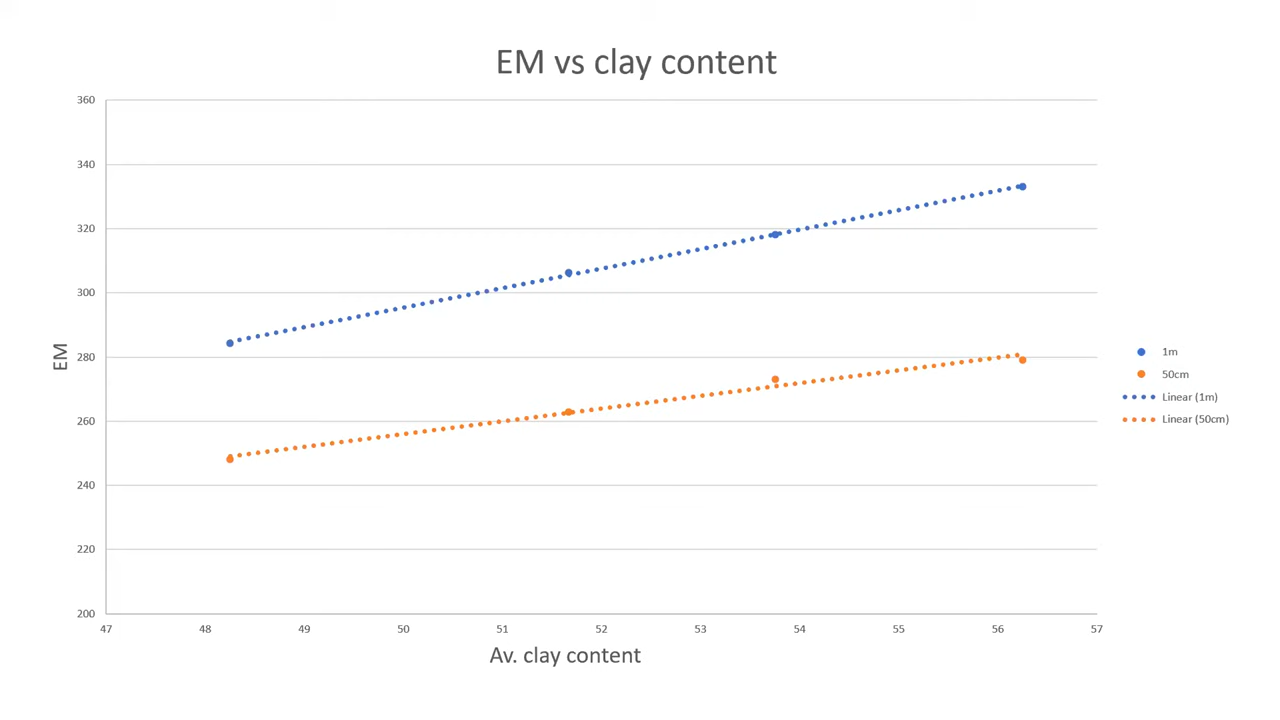 EM vs clay content
360
340
320
300
280
260
240
220
200
EM
47 48 49 50 51 52 53 54 55 56 57
Av. clay content
1m
50cm
Linear (1m)
Linear (50cm)